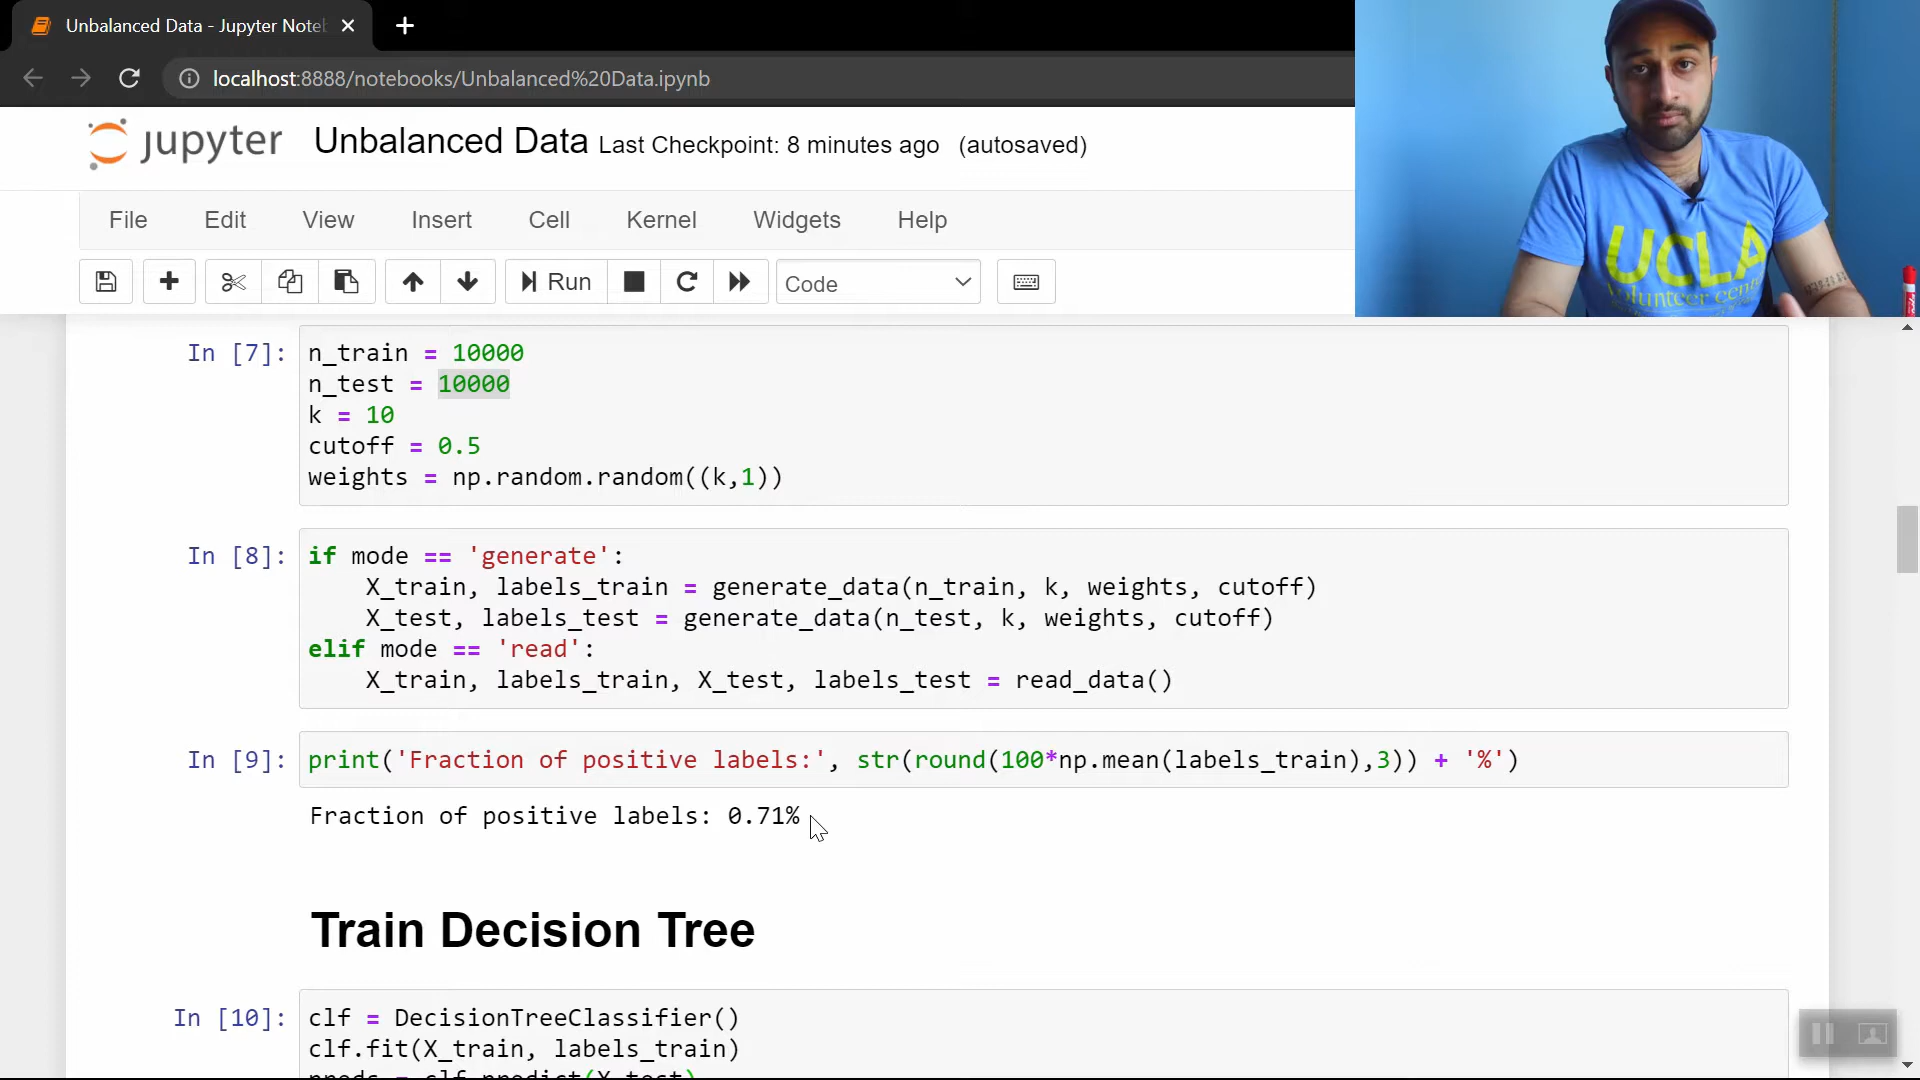 Unbalanced Data - Jupyter Note
localhost:8888/notebooks/Unbalanced%20Data.ipynb
jupyter Unbalanced Data Last Checkpoint: 8 minutes ago (autosaved)
File Edit View Insert Cell Kernel Widgets Help
Run Code
UCLA
In [7]: n_train = 10000
n_test = 10000
k = 10
cutoff = 0.5
weights = np.random.random((k,1))
In [8]: if mode == 'generate':
X_train, labels_train = generate_data(n_train, k, weights, cutoff)
X_test, labels_test = generate_data(n_test, k, weights, cutoff)
elif mode == 'read':
X_train, labels_train, X_test, labels_test = read_data()
In [9]: print('Fraction of positive labels:', str(round(100*np.mean(labels_train),3)) + '%')
Fraction of positive labels: 0.71%
Train Decision Tree
In [10]: clf = DecisionTreeClassifier()
clf.fit(X_train, labels_train)
preds = clf.predict(X_test)